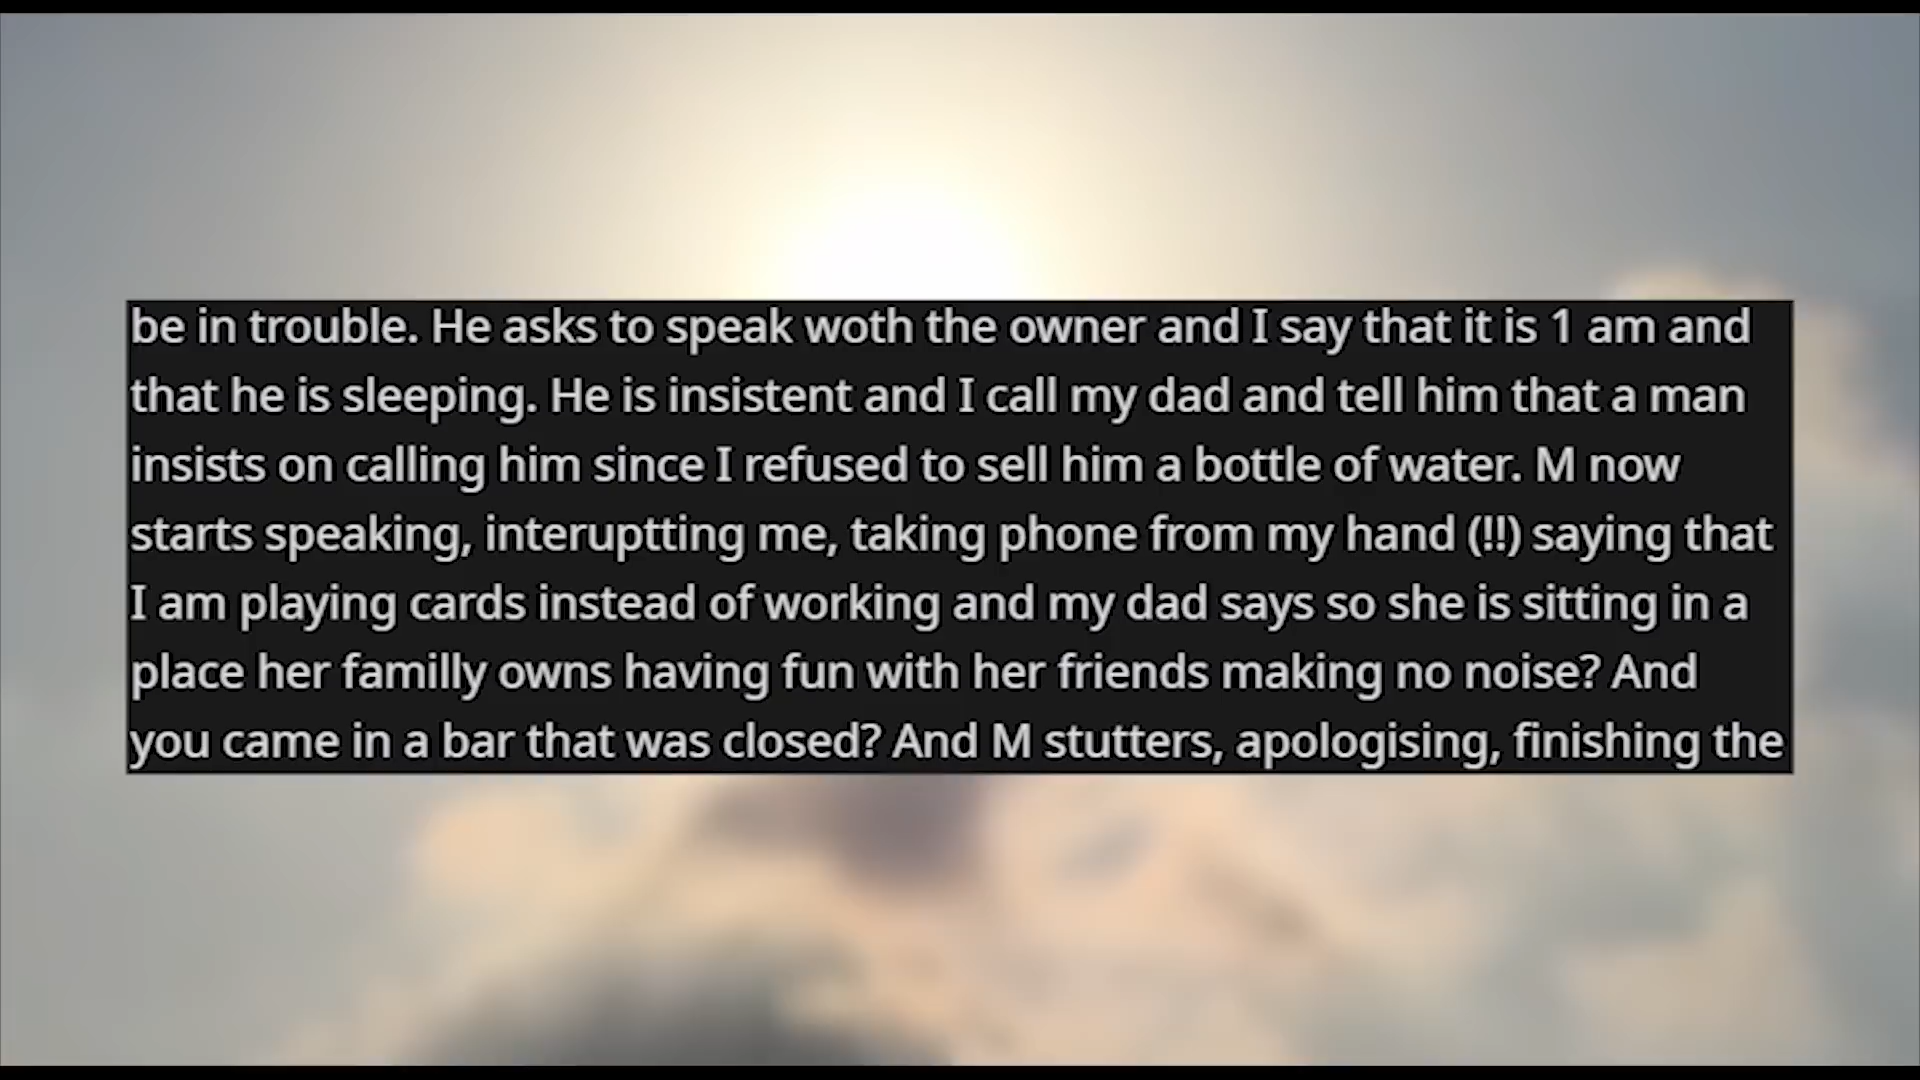 be in trouble. He asks to speak woth the owner and I say that it is 1 am and
that he is sleeping. He is insistent and I call my dad and tell him that a man
insists on calling him since I refused to sell him a bottle of water. M now
starts speaking, interuptting me, taking phone from my hand (!!) saying that
I am playing cards instead of working and my dad says so she is sitting in a
place her familly owns having fun with her friends making no noise? And
you came in a bar that was closed? And M stutters, apologising, finishing the